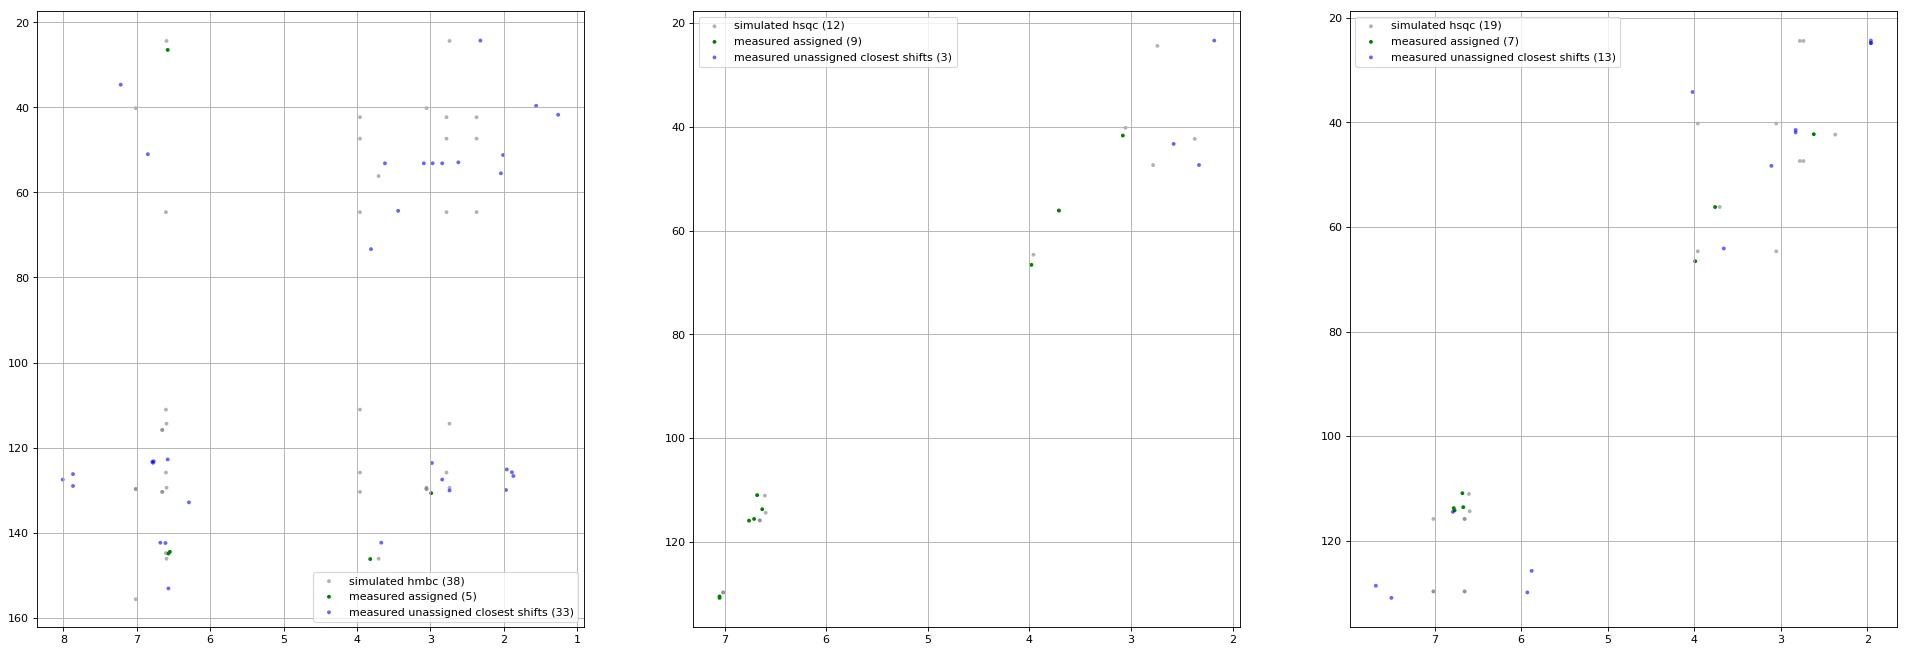 simulated hmbc (38)
measured assigned (5)
measured unassigned closest shifts (33)
20
40
60
80
100
120
140
160
8 7 6 5 4 3 2 1
simulated hsqc (12)
measured assigned (9)
measured unassigned closest shifts (3)
20
40
60
80
100
120
7 6 5 4 3 2
simulated hsqc (19)
measured assigned (7)
measured unassigned closest shifts (13)
20
40
60
80
100
120
7 6 5 4 3 2